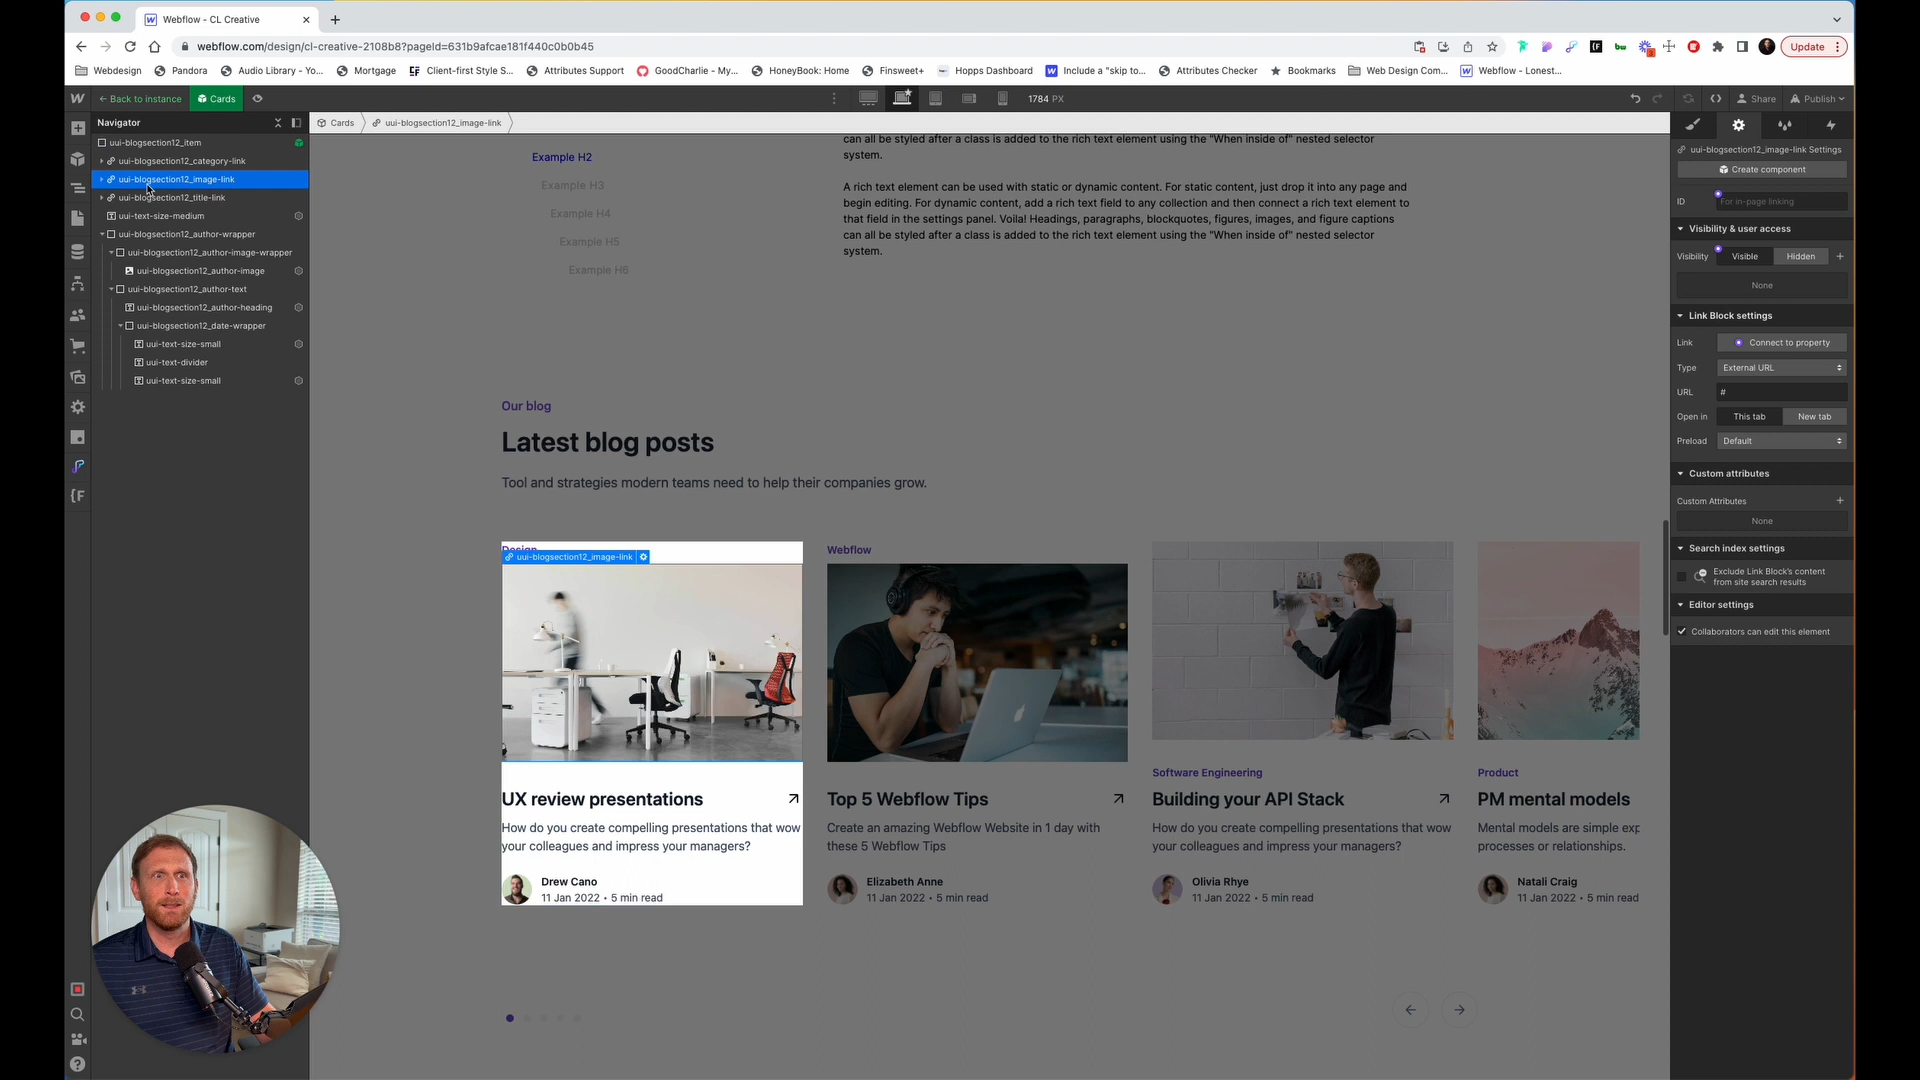 Webflow - CL Creative
webflow.com/design/cl-creative-2108b8?pageId=631b9afcae181f440c0b0b45
Update
Webdesign
Pandora
Audio Library - Yo...
Mortgage
Client-first Style S...
Attributes Support
GoodCharlie - My...
HoneyBook: Home
Finsweet+
Hopps Dashboard
Include a "skip to...
Attributes Checker
Bookmarks
Web Design Com...
Webflow - Lonest...
← Back to instance
Cards
1784 PX
Share
Publish
Navigator
Cards
uui-blogsection12_image-link
uui-blogsection12_item
uui-blogsection12_category-link
uui-blogsection12_image-link
uui-blogsection12_title-link
uui-text-size-medium
uui-blogsection12_author-wrapper
uui-blogsection12_author-image-wrapper
uui-blogsection12_author-image
uui-blogsection12_author-text
uui-blogsection12_author-heading
uui-blogsection12_date-wrapper
uui-text-size-small
uui-text-divider
uui-text-size-small
Example H2
Example H3
Example H4
Example H5
Example H6
can all be styled after a class is added to the rich text element using the "When inside of" nested selector
system.
A rich text element can be used with static or dynamic content. For static content, just drop it into any page and
begin editing. For dynamic content, add a rich text field to any collection and then connect a rich text element to
that field in the settings panel. Voila! Headings, paragraphs, blockquotes, figures, images, and figure captions
can all be styled after a class is added to the rich text element using the "When inside of" nested selector
system.
Our blog
Latest blog posts
Tool and strategies modern teams need to help their companies grow.
Design
uui-blogsection12_image-link
UX review presentations
How do you create compelling presentations that wow
your colleagues and impress your managers?
Drew Cano
11 Jan 2022 • 5 min read
Webflow
Top 5 Webflow Tips
Create an amazing Webflow Website in 1 day with
these 5 Webflow Tips
Elizabeth Anne
11 Jan 2022 • 5 min read
Software Engineering
Building your API Stack
How do you create compelling presentations that wow
your colleagues and impress your managers?
Olivia Rhye
11 Jan 2022 • 5 min read
Product
PM mental models
Mental models are simple exp
processes or relationships.
Natali Craig
11 Jan 2022 • 5 min read
uui-blogsection12_image-link Settings
Create component
ID
For in-page linking
Visibility & user access
Visibility
Visible
Hidden
None
Link Block settings
Link
Connect to property
Type
External URL
URL
#
Open in
This tab
New tab
Preload
Default
Custom attributes
Custom Attributes
None
Search index settings
Exclude Link Block's content
from site search results
Editor settings
Collaborators can edit this element